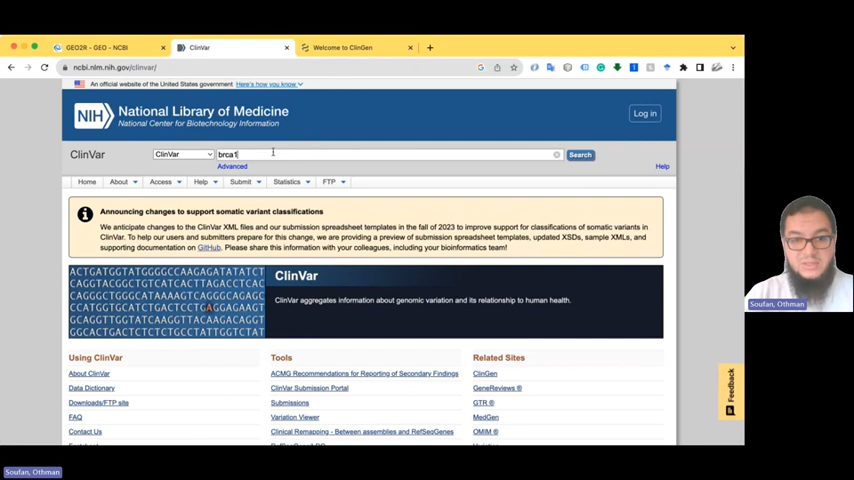 GEO2R - GEO - NCBI
ClinVar
Welcome to ClinGen
ncbi.nlm.nih.gov/clinvar/
An official website of the United States government Here's how you know
NIH National Library of Medicine
National Center for Biotechnology Information
Log in
ClinVar
ClinVar
brca1
Search
Advanced
Help
Home
About
Access
Help
Submit
Statistics
FTP
Announcing changes to support somatic variant classifications
We anticipate changes to the ClinVar XML files and our submission spreadsheet templates in the fall of 2023 to improve support for classifications of somatic variants in
ClinVar. To help our users and submitters prepare for this change, we are providing a preview of submission spreadsheet templates, updated XSDs, sample XMLs, and
supporting documentation on GitHub. Please share this information with your colleagues, including your bioinformatics team!
ACTGATGGTATGGGGCCAAGAGATATATCT
CAGGTACGGCTGTCATCACTTAGACCTCAC
CAGGGCTGGGCATAAAAGTCAGGGCAGAGC
CCATGGTGCATCTGACTCCTGAGGAGAAGT
GCAGGTTGGTATCAAGGTTACAAGACAGGT
GGCACTGACTCTCTCTGCCTATTGGTCTAT
ClinVar
ClinVar aggregates information about genomic variation and its relationship to human health.
Using ClinVar
About ClinVar
Data Dictionary
Downloads/FTP site
FAQ
Contact Us
Tools
ACMG Recommendations for Reporting of Secondary Findings
ClinVar Submission Portal
Submissions
Variation Viewer
Clinical Remapping - Between assemblies and RefSeqGenes
Related Sites
ClinGen
GeneReviews ®
GTR ®
MedGen
OMIM ®
Feedback
Soufan, Othman
Soufan, Othman